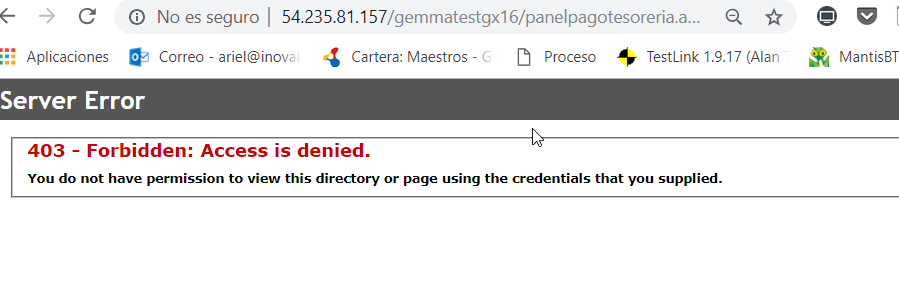 No es seguro | 54.235.81.157/gemmatestgx16/panelpagotesoreria.a...
Aplicaciones Correo - ariel@inova Cartera: Maestros - G Proceso TestLink 1.9.17 (Alan MantisBT
Server Error
403 - Forbidden: Access is denied.
You do not have permission to view this directory or page using the credentials that you supplied.